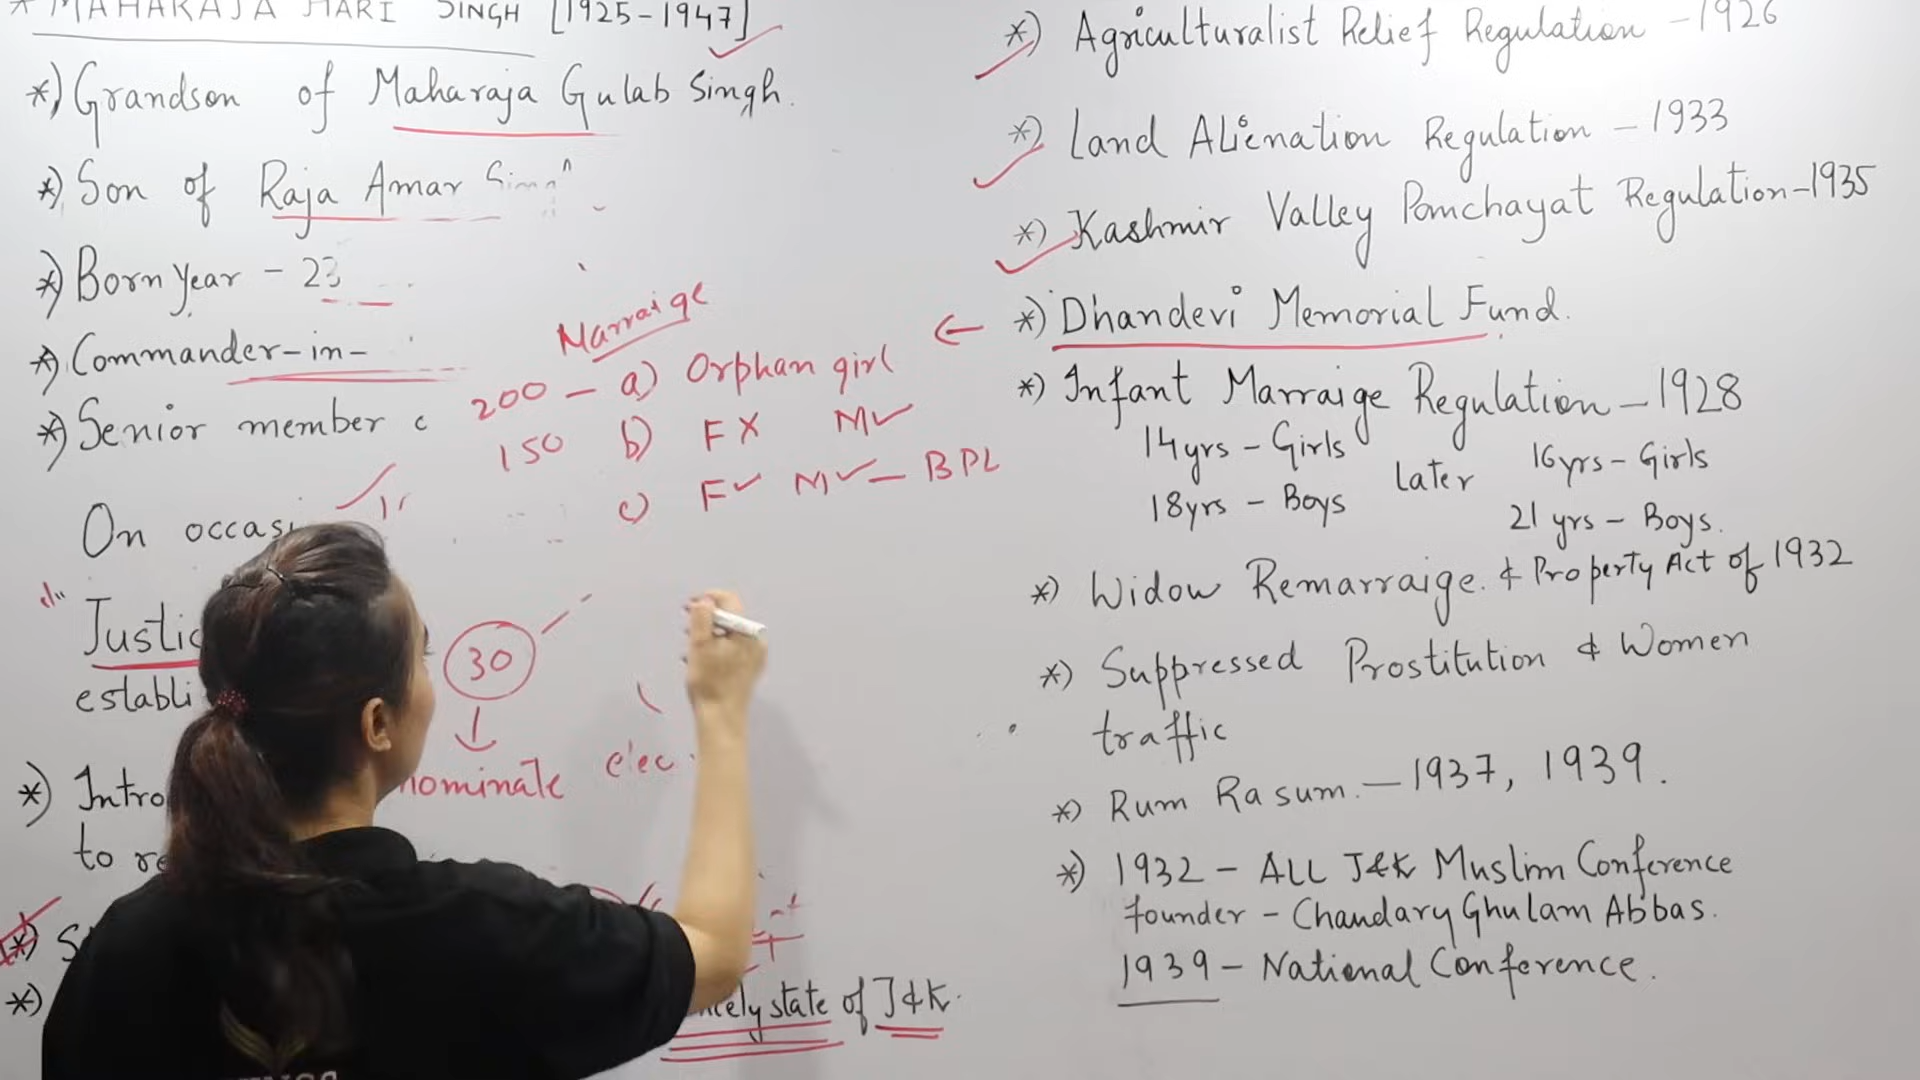 * MAHARAJA HARI SINGH [1925-1947]
*) Grandson of Maharaja Gulab Singh.
*) Son of Raja Amar
*) Born Year - 23
*) Commander-in-
*) Senior member
On
Justic
establi
*) Intro
to re
*) S
*)
state of J&K.
Marraige
200 - a) Orphan girl
150 b) F X M ✓
c) F ✓ M ✓ - BPL
30
nominate elec
*) Agriculturalist Relief Regulation - 1926
*) Land Alienation Regulation - 1933
*) Kashmir Valley Panchayat Regulation-1935
← *) Dhandevi Memorial Fund.
*) Infant Marraige Regulation - 1928
14yrs - Girls Later 16yrs - Girls
18yrs - Boys 21 yrs - Boys.
*) Widow Remarraige. & Property Act of 1932
*) Suppressed Prostitution & Women
traffic
*) Rum Rasum. - 1937, 1939.
*) 1932 - ALL J&K Muslim Conference
founder - Chaudary Ghulam Abbas.
1939 - National Conference.